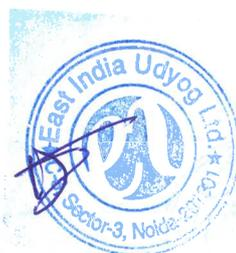 East India Udyog Ltd.
Sector-3, Noida